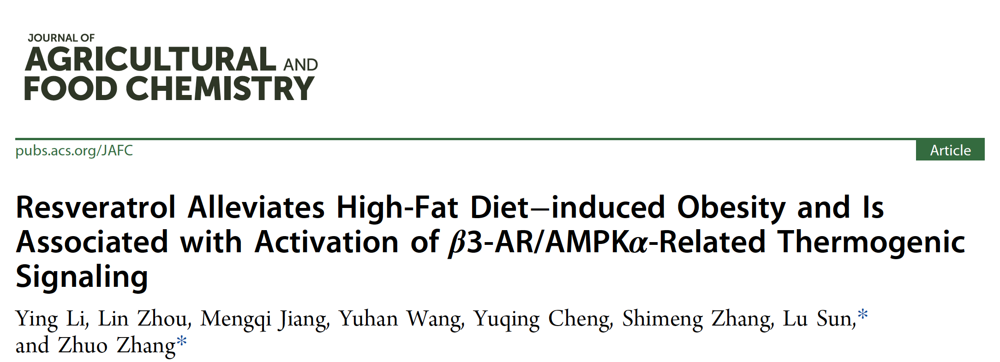 JOURNAL OF
AGRICULTURAL AND
FOOD CHEMISTRY
pubs.acs.org/JAFC
Article
Resveratrol Alleviates High-Fat Diet−induced Obesity and Is
Associated with Activation of β3-AR/AMPKα-Related Thermogenic
Signaling
Ying Li, Lin Zhou, Mengqi Jiang, Yuhan Wang, Yuqing Cheng, Shimeng Zhang, Lu Sun,*
and Zhuo Zhang*